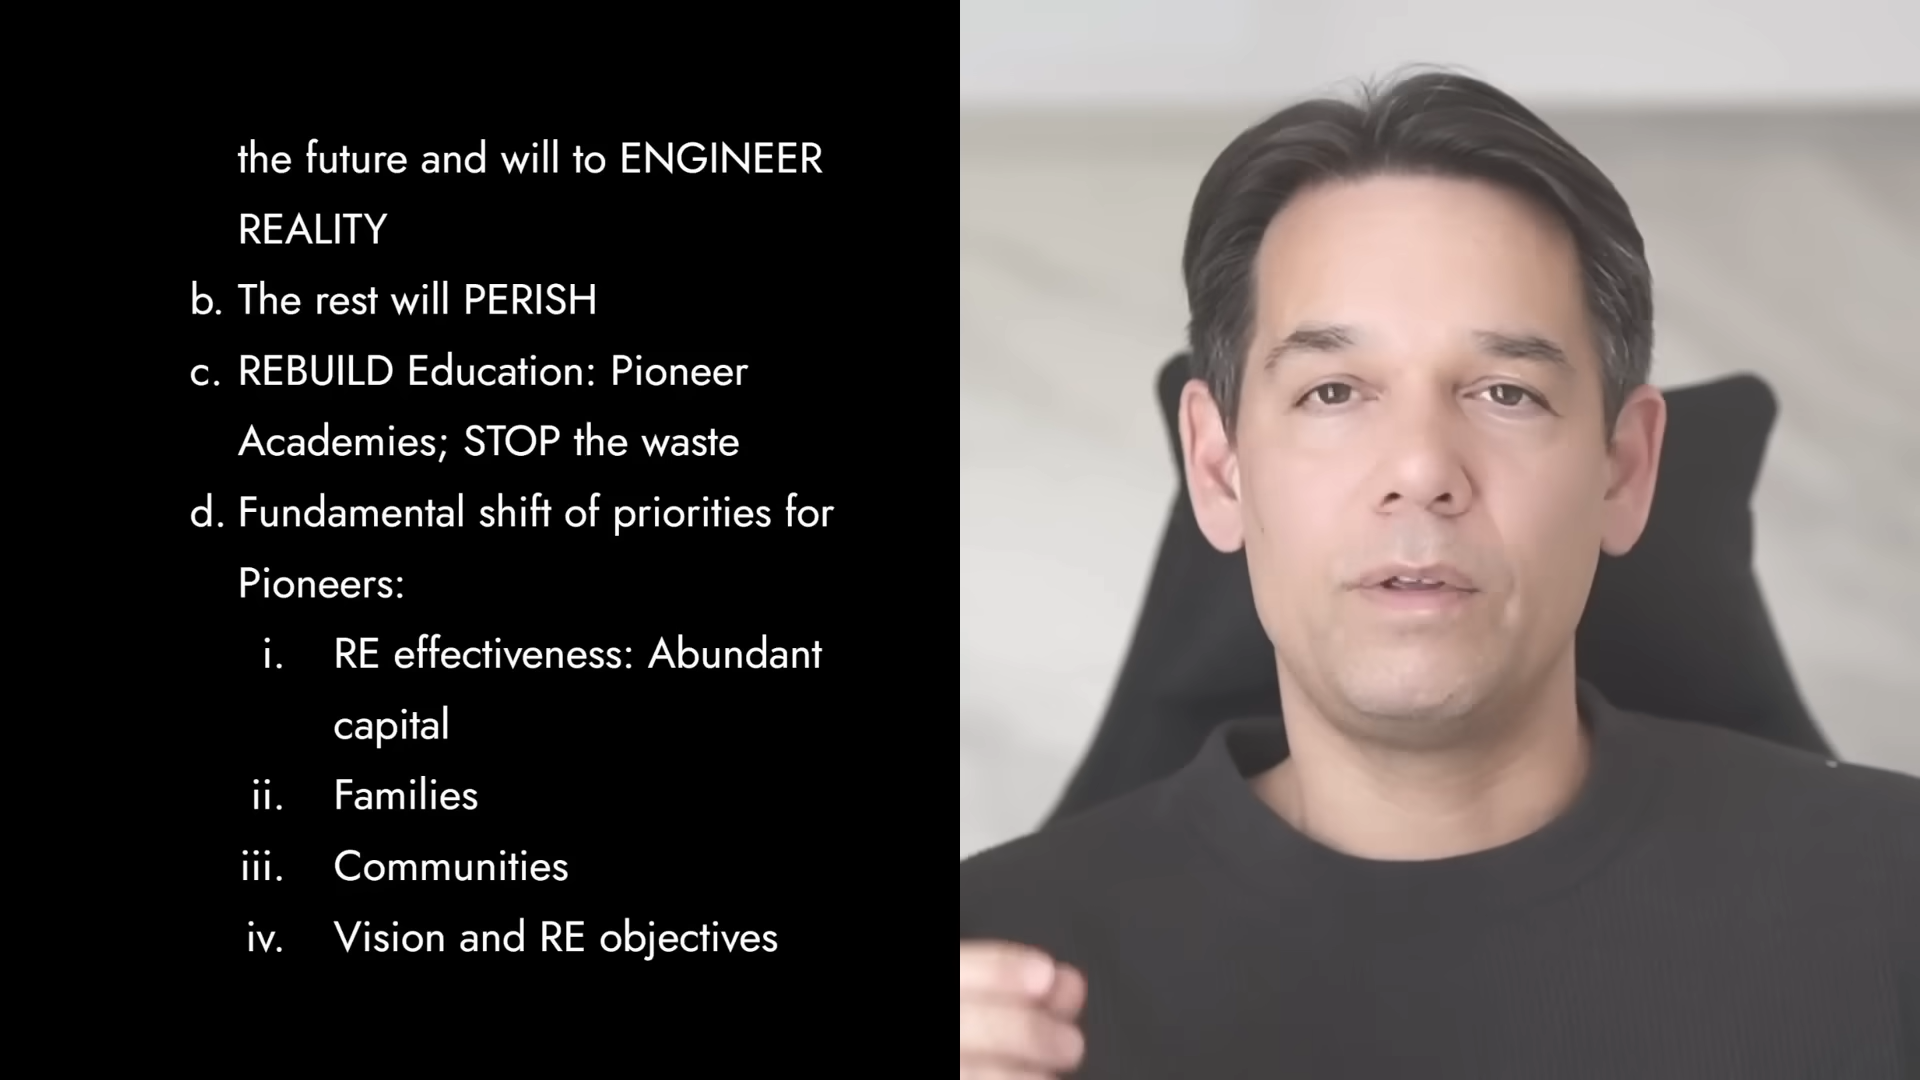 the future and will to ENGINEER
REALITY
b. The rest will PERISH
c. REBUILD Education: Pioneer
Academies; STOP the waste
d. Fundamental shift of priorities for
Pioneers:
i. RE effectiveness: Abundant
capital
ii. Families
iii. Communities
iv. Vision and RE objectives